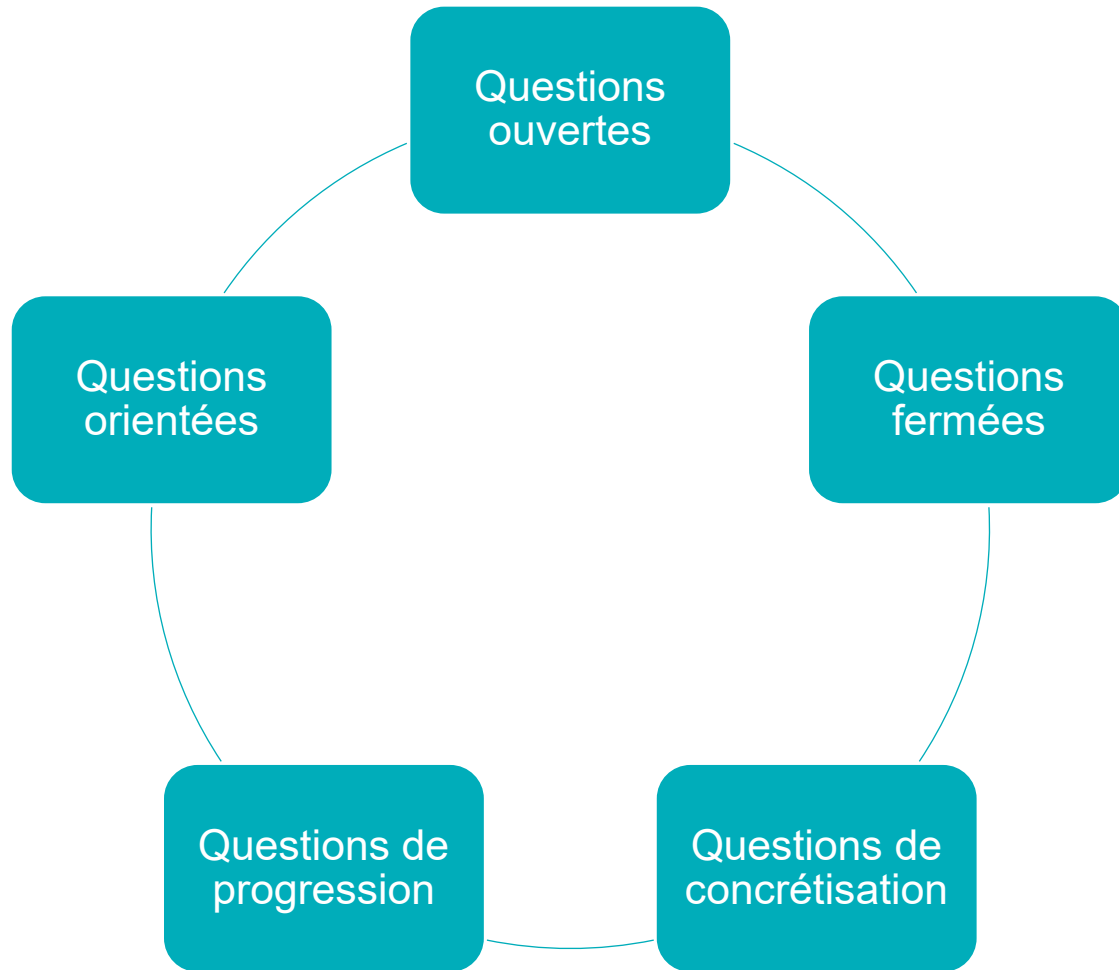 Questions
ouvertes
Questions
orientées
Questions
fermées
Questions de
progression
Questions de
concrétisation